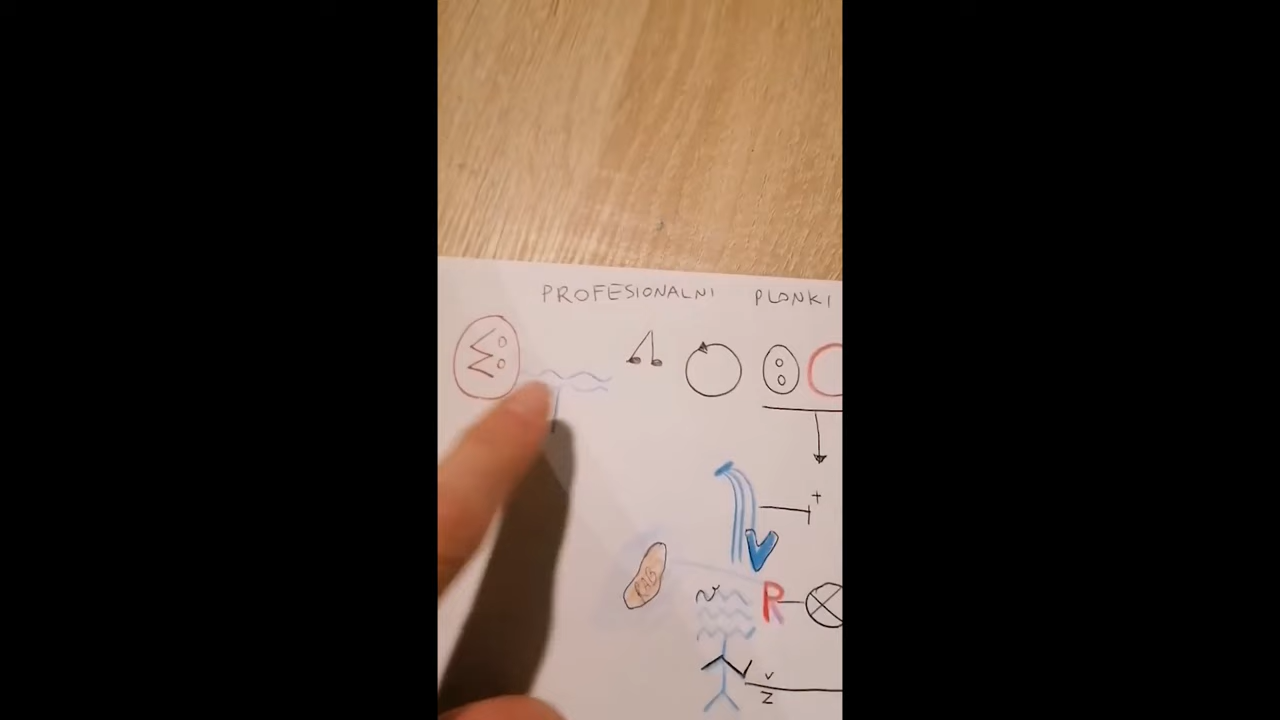 PROFESIONALNI PLONKI
Σ
+
V
R
V
Z